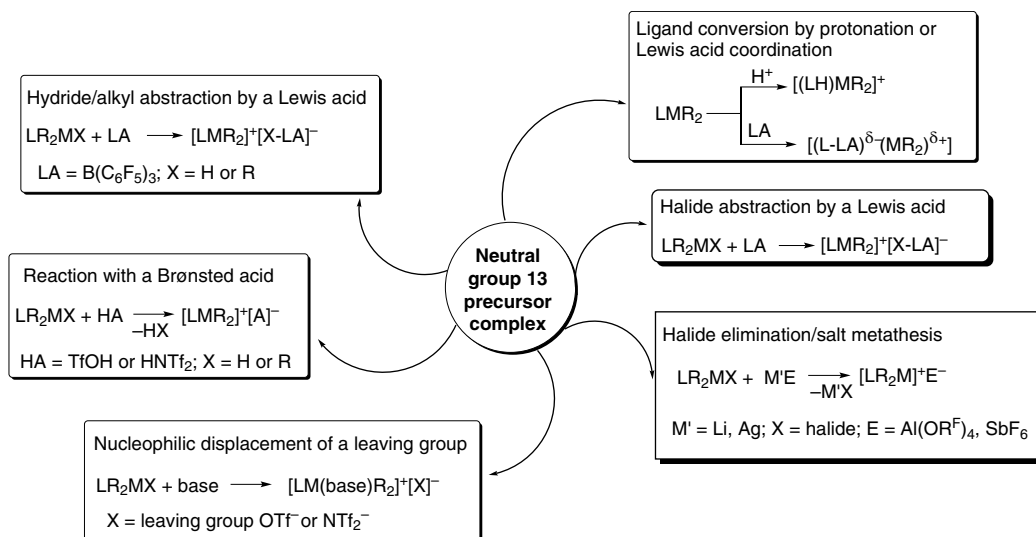 Ligand conversion by protonation or
Lewis acid coordination
H⁺
[(LH)MR₂]⁺
LMR₂
LA
[(L-LA)^δ–(MR₂)^δ+]
Hydride/alkyl abstraction by a Lewis acid
LR₂MX + LA ⟶ [LMR₂]⁺[X-LA]⁻
LA = B(C₆F₅)₃; X = H or R
Halide abstraction by a Lewis acid
LR₂MX + LA ⟶ [LMR₂]⁺[X-LA]⁻
Neutral
group 13
precursor
complex
Reaction with a Brønsted acid
LR₂MX + HA ⟶ [LMR₂]⁺[A]⁻
–HX
HA = TfOH or HNTf₂; X = H or R
Halide elimination/salt metathesis
LR₂MX + M'E ⟶ [LR₂M]⁺E⁻
–M'X
M' = Li, Ag; X = halide; E = Al(OR^F)₄, SbF₆
Nucleophilic displacement of a leaving group
LR₂MX + base ⟶ [LM(base)R₂]⁺[X]⁻
X = leaving group OTf⁻ or NTf₂⁻